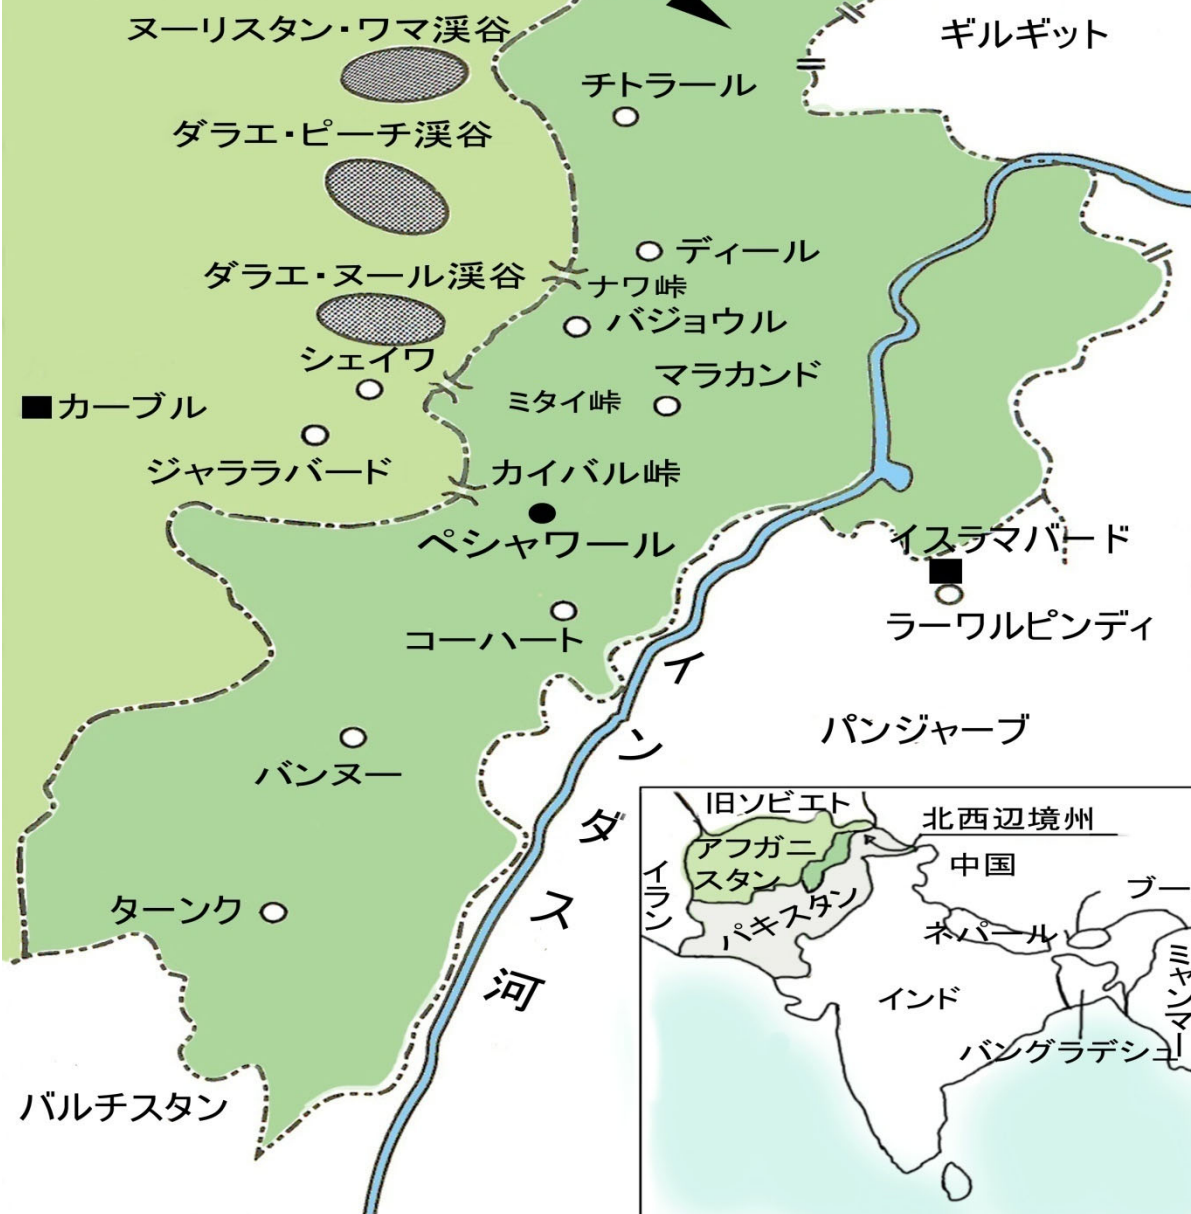 ヌーリスタン・ワマ渓谷
ギルギット
チトラール
ダラエ・ピーチ渓谷
ディール
ダラエ・ヌール渓谷
ナワ峠
バジョウル
シェイワ
マラカンド
ミタイ峠
カーブル
ジャララバード
カイバル峠
ペシャワール
イスラマバード
ラーワルピンディ
コーハート
インダス河
パンジャーブ
バンヌー
ターンク
バルチスタン
旧ソビエト
北西辺境州
アフガニ
スタン
中国
イラン
ブー
パキスタン
ネパール
ミャンマー
インド
バングラデシュ